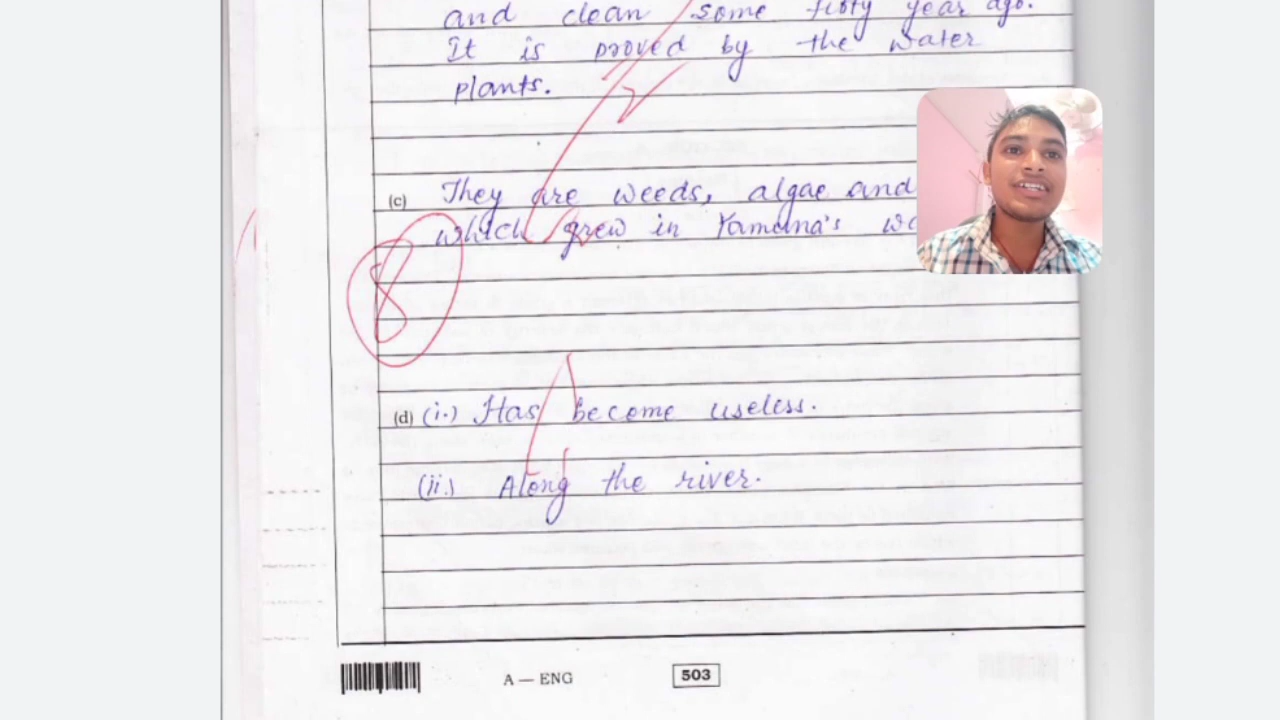 and clean some fifty year ago.
It is proved by the water
plants.
2
(c) They are weeds, algae and
which grew in Yamuna's
8
(d) (i.) Has become useless.
(ii.) Along the river.
A — ENG 503